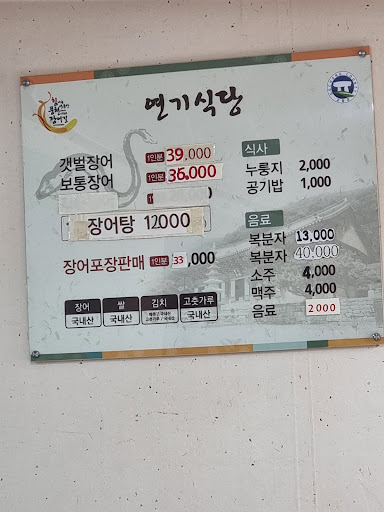 연기식당
갯벌장어 1인분 39.000
보통장어 1인분 36.000
장어탕 12000
장어포장판매 1인분 33,000
장어 쌀 김치 고춧가루
국내산 국내산 국내산
식사
누룽지 2,000
공기밥 1,000
음료
복분자 13,000
복분자 40,000
소주 4,000
맥주 4,000
음료 2000